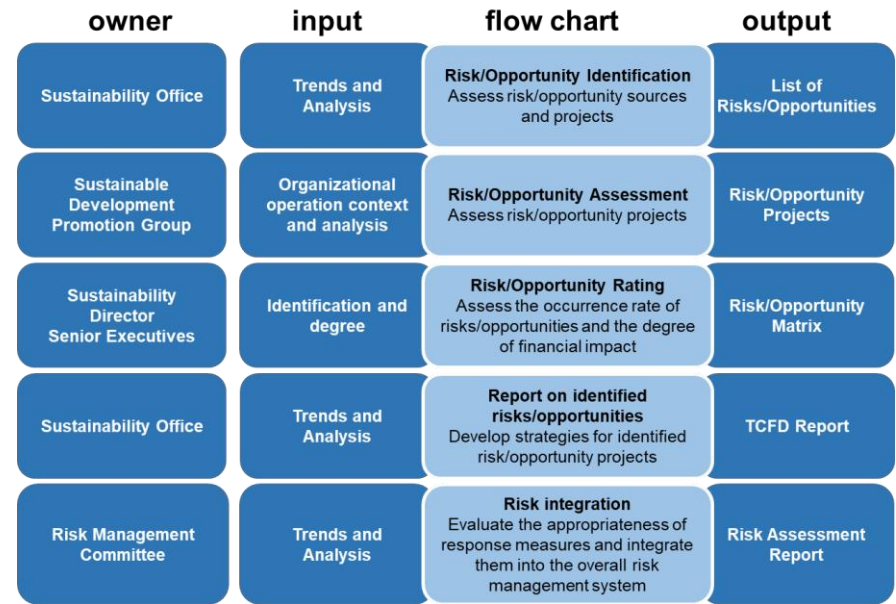 owner input flow chart output
Sustainability Office
Trends and
Analysis
Risk/Opportunity Identification
Assess risk/opportunity sources
and projects
List of
Risks/Opportunities
Sustainable
Development
Promotion Group
Organizational
operation context
and analysis
Risk/Opportunity Assessment
Assess risk/opportunity projects
Risk/Opportunity
Projects
Sustainability
Director
Senior Executives
Identification and
degree
Risk/Opportunity Rating
Assess the occurrence rate of
risks/opportunities and the degree
of financial impact
Risk/Opportunity
Matrix
Sustainability Office
Trends and
Analysis
Report on identified
risks/opportunities
Develop strategies for identified
risk/opportunity projects
TCFD Report
Risk Management
Committee
Trends and
Analysis
Risk integration
Evaluate the appropriateness of
response measures and integrate
them into the overall risk
management system
Risk Assessment
Report